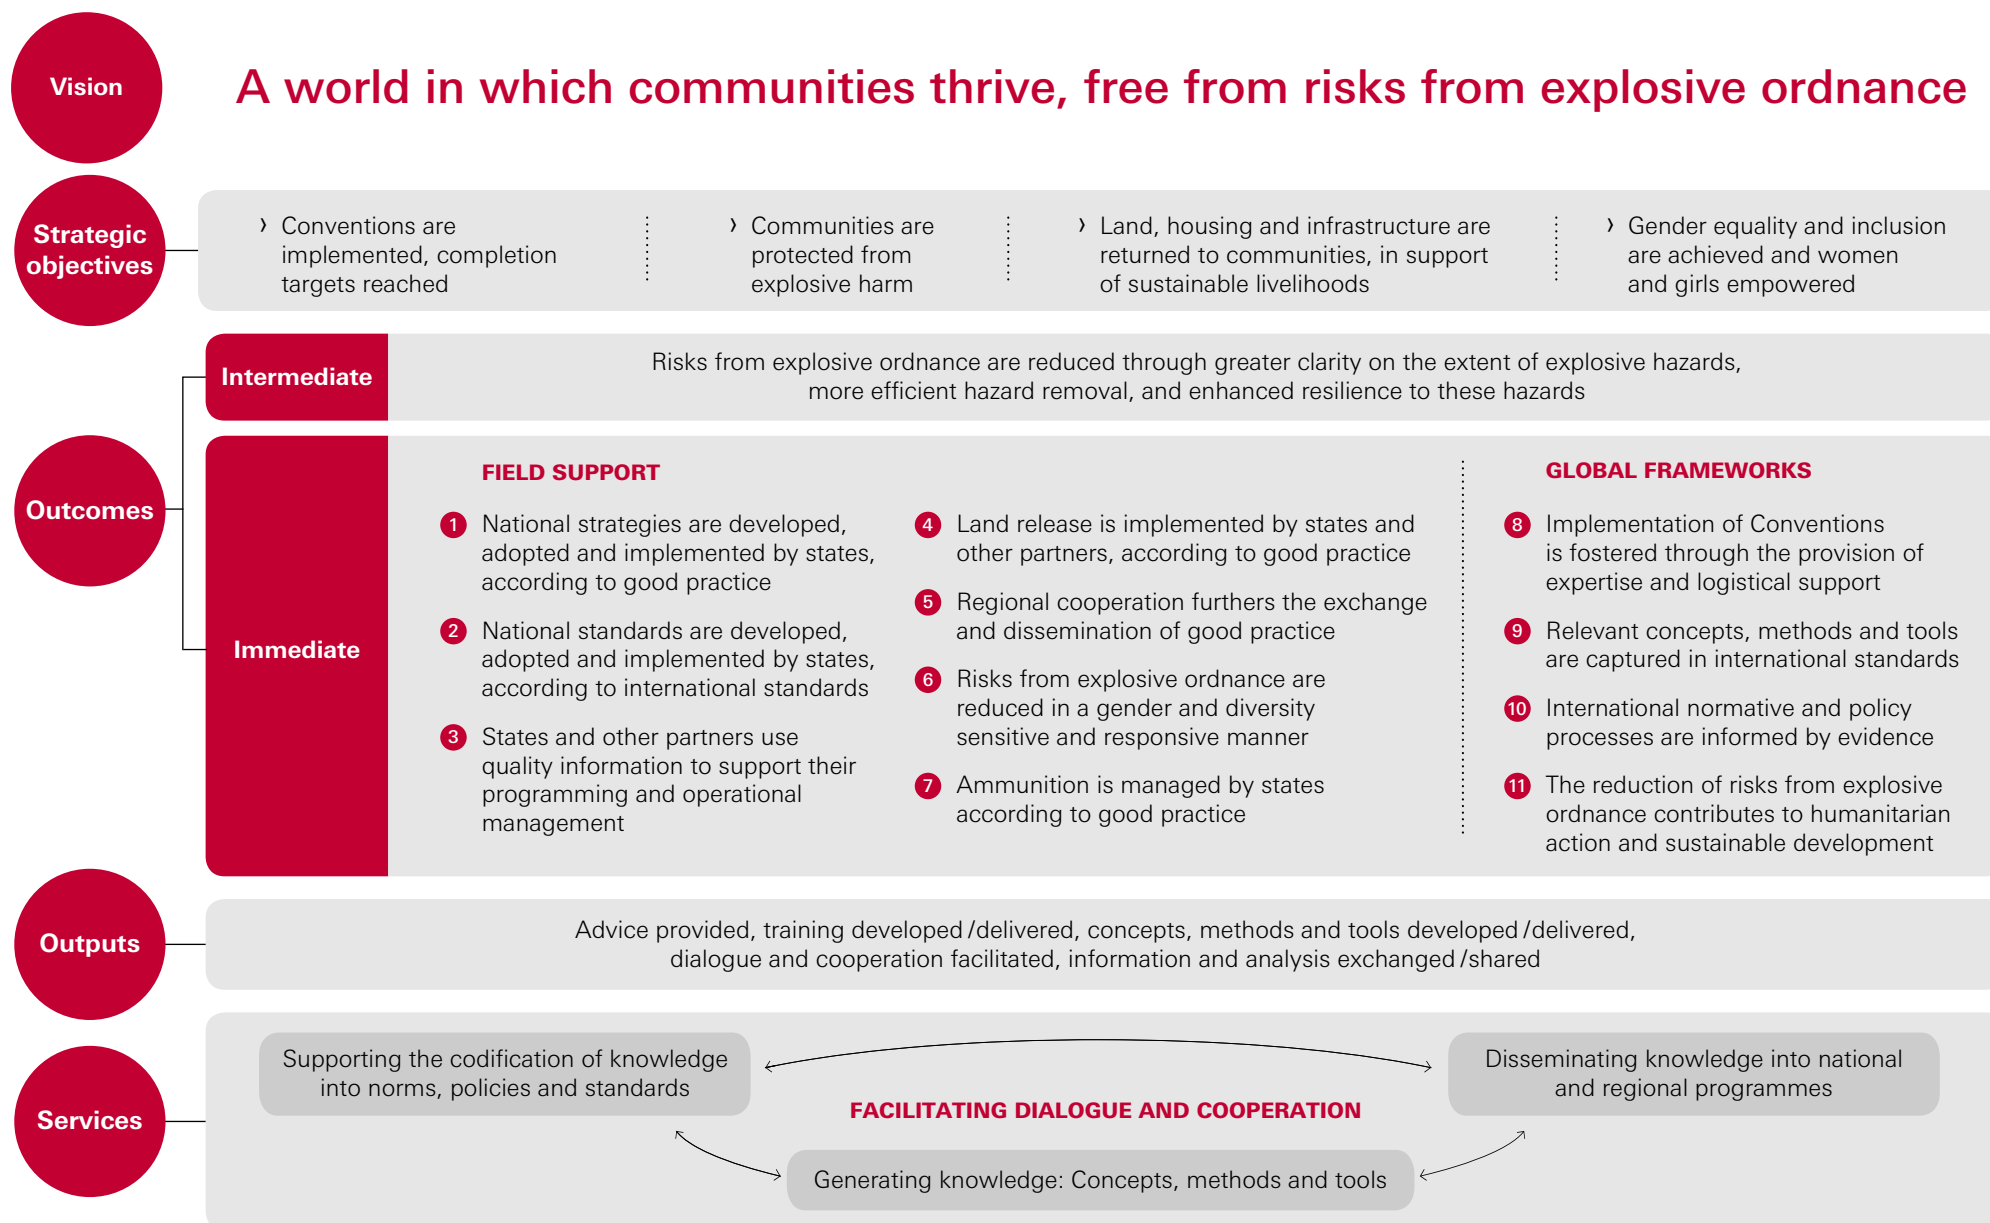 Vision
A world in which communities thrive, free from risks from explosive ordnance
Strategic
objectives
› Conventions are
implemented, completion
targets reached
› Communities are
protected from
explosive harm
› Land, housing and infrastructure are
returned to communities, in support
of sustainable livelihoods
› Gender equality and inclusion
are achieved and women
and girls empowered
Outcomes
Intermediate
Risks from explosive ordnance are reduced through greater clarity on the extent of explosive hazards,
more efficient hazard removal, and enhanced resilience to these hazards
Immediate
FIELD SUPPORT
1 National strategies are developed,
adopted and implemented by states,
according to good practice
2 National standards are developed,
adopted and implemented by states,
according to international standards
3 States and other partners use
quality information to support their
programming and operational
management
4 Land release is implemented by states and
other partners, according to good practice
5 Regional cooperation furthers the exchange
and dissemination of good practice
6 Risks from explosive ordnance are
reduced in a gender and diversity
sensitive and responsive manner
7 Ammunition is managed by states
according to good practice
GLOBAL FRAMEWORKS
8 Implementation of Conventions
is fostered through the provision of
expertise and logistical support
9 Relevant concepts, methods and tools
are captured in international standards
10 International normative and policy
processes are informed by evidence
11 The reduction of risks from explosive
ordnance contributes to humanitarian
action and sustainable development
Outputs
Advice provided, training developed/delivered, concepts, methods and tools developed/delivered,
dialogue and cooperation facilitated, information and analysis exchanged/shared
Services
Supporting the codification of knowledge
into norms, policies and standards
Disseminating knowledge into national
and regional programmes
FACILITATING DIALOGUE AND COOPERATION
Generating knowledge: Concepts, methods and tools